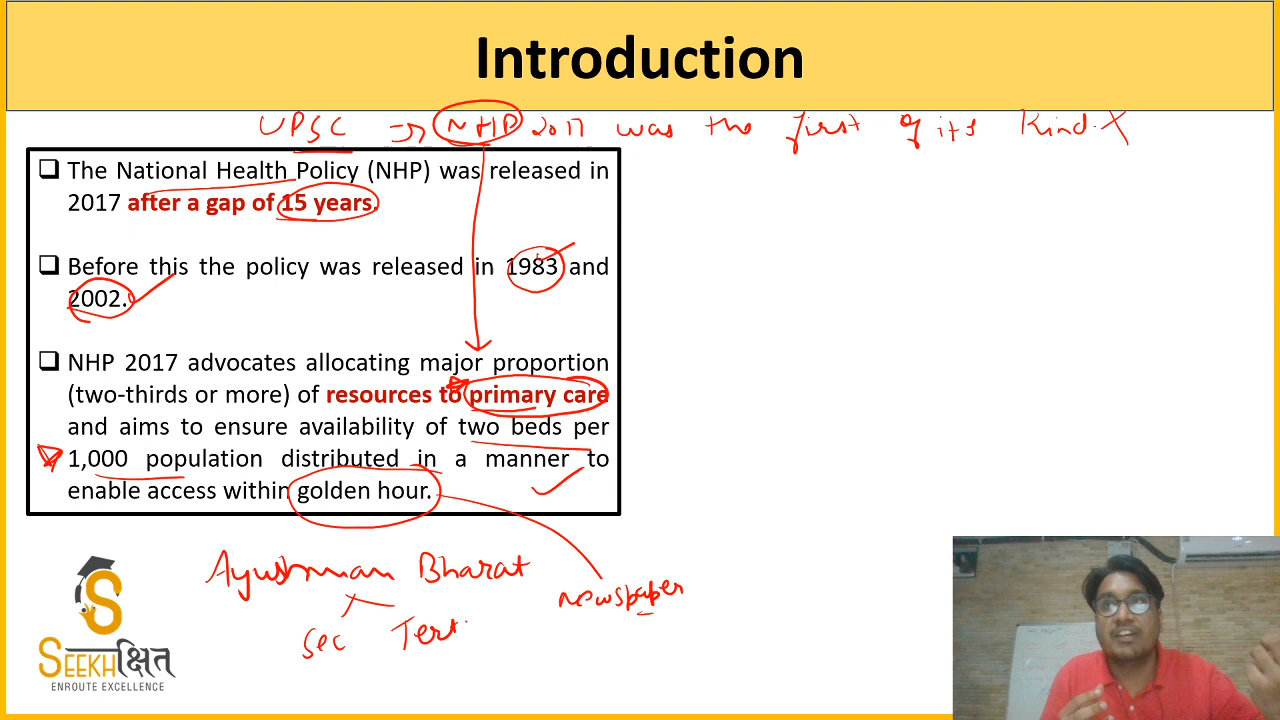 Introduction
UPSC ⇒ NHP 2017 was the first of its kind. X
❑ The National Health Policy (NHP) was released in
2017 after a gap of 15 years.
❑ Before this the policy was released in 1983 and
2002.
❑ NHP 2017 advocates allocating major proportion
(two-thirds or more) of resources to primary care
and aims to ensure availability of two beds per
1,000 population distributed in a manner to
enable access within golden hour.
Ayushman Bharat
newspaper
Sec Tert.
S
SEEKHक्षित
ENROUTE EXCELLENCE